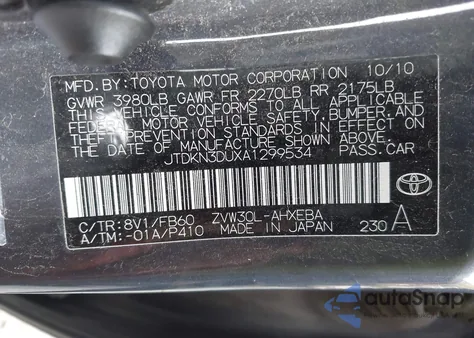 MFD. BY: TOYOTA MOTOR CORPORATION 10/10
GVWR 3980LB GAWR FR 2270LB RR 2175LB
THIS VEHICLE CONFORMS TO ALL APPLICABLE
FEDERAL MOTOR VEHICLE SAFETY, BUMPER, AND
THEFT PREVENTION STANDARDS IN EFFECT ON
THE DATE OF MANUFACTURE SHOWN ABOVE.
JTDKN3DUXA1299534 PASS.CAR
C/TR: 8V1/FB60 ZVW30L-AHXEBA
A/TM: -01A/P410 MADE IN JAPAN 230 A
autoSnap